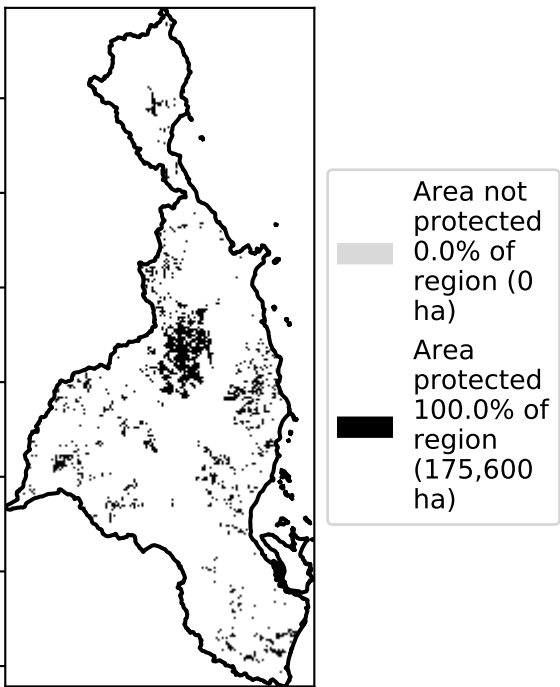 Area not
protected
0.0% of
region (0
ha)
Area
protected
100.0% of
region
(175,600
ha)